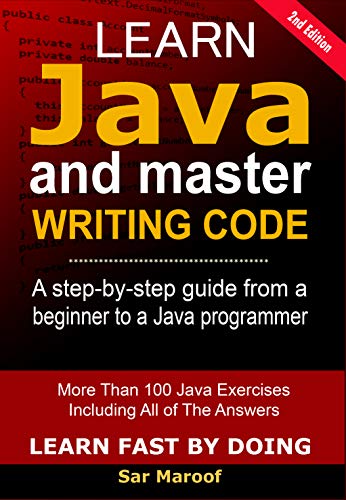 LEARN
2nd Edition
Java
and master
WRITING CODE
A step-by-step guide from a
beginner to a Java programmer
More Than 100 Java Exercises
Including All of The Answers
LEARN FAST BY DOING
Sar Maroof